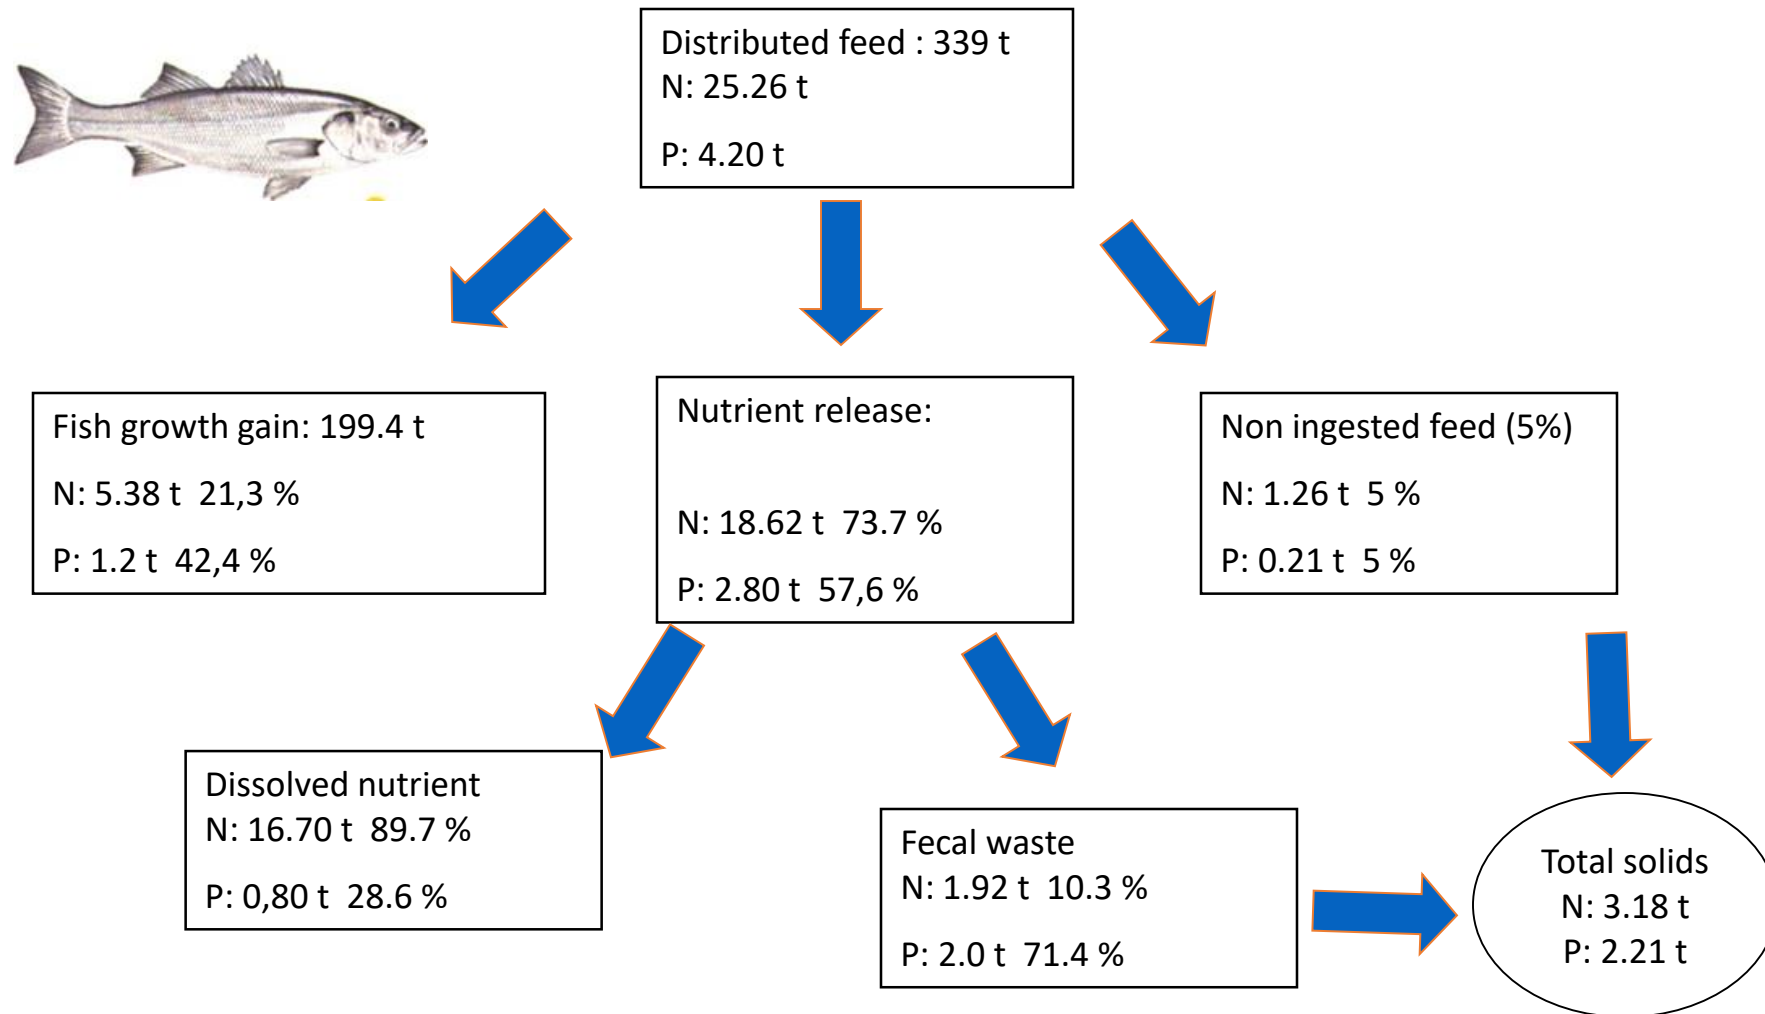 Distributed feed : 339 t
N: 25.26 t
P: 4.20 t
Fish growth gain: 199.4 t
N: 5.38 t  21,3 %
P: 1.2 t  42,4 %
Nutrient release:
N: 18.62 t  73.7 %
P: 2.80 t  57,6 %
Non ingested feed (5%)
N: 1.26 t  5 %
P: 0.21 t  5 %
Dissolved nutrient
N: 16.70 t  89.7 %
P: 0,80 t  28.6 %
Fecal waste
N: 1.92 t  10.3 %
P: 2.0 t  71.4 %
Total solids
N: 3.18 t
P: 2.21 t